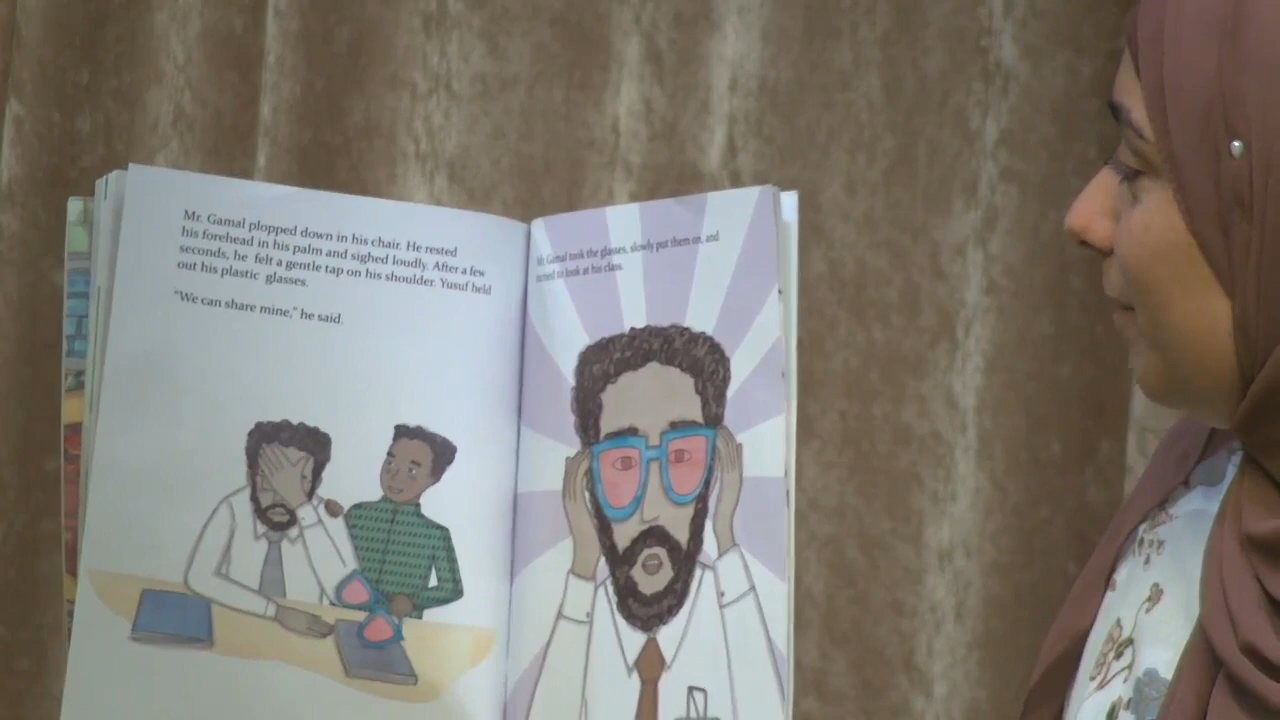 Mr. Gamal plopped down in his chair. He rested
his forehead in his palm and sighed loudly. After a few
seconds, he felt a gentle tap on his shoulder. Yusuf held
out his plastic glasses.
"We can share mine," he said.
Mr. Gamal took the glasses, slowly put them on, and
turned to look at his class.